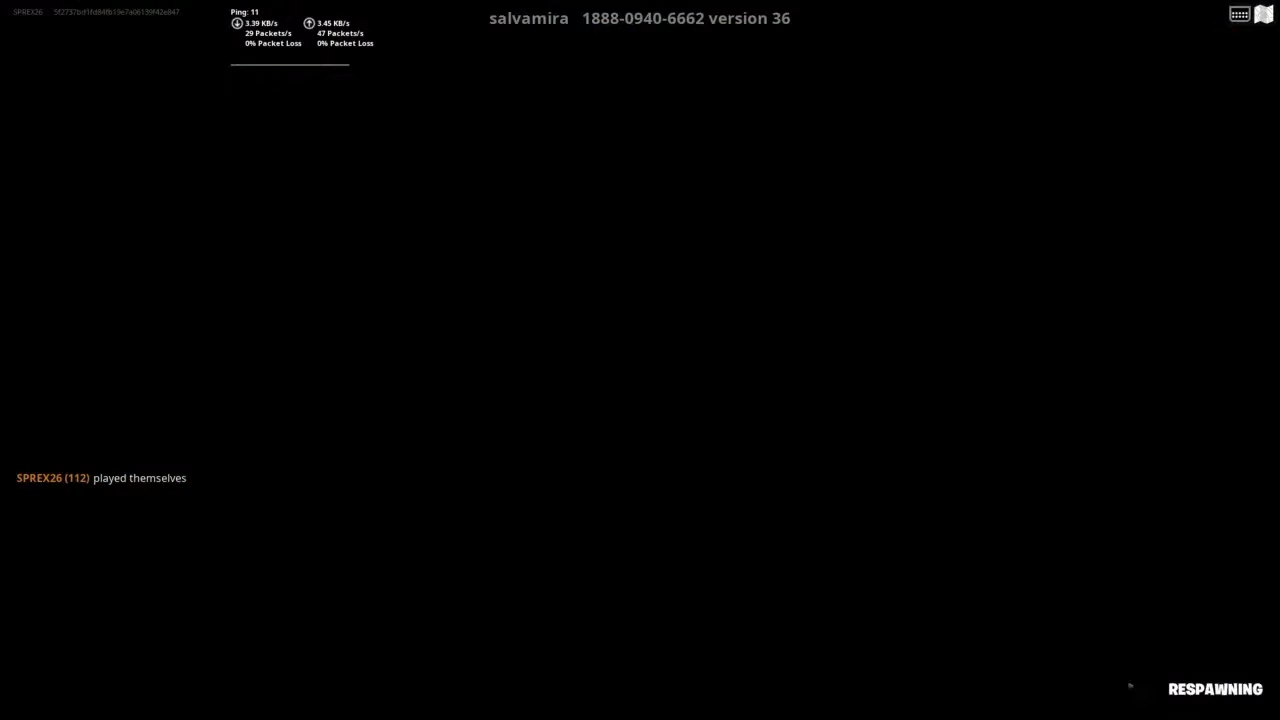 SPREX26
Ping: 11
3.39 KB/s 3.45 KB/s
29 Packets/s 47 Packets/s
0% Packet Loss 0% Packet Loss
salvamira 1888-0940-6662 version 36
SPREX26 (112) played themselves
RESPAWNING